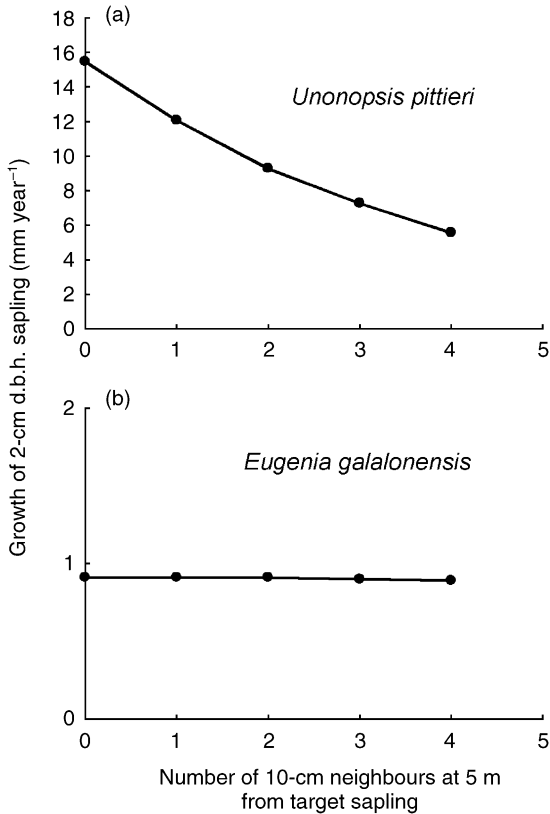 (a)
Unonopsis pittieri
18
16
14
12
10
8
6
4
2
0
0 1 2 3 4 5
Growth of 2-cm d.b.h. sapling (mm year⁻¹)
(b)
Eugenia galalonensis
2
1
0
0 1 2 3 4 5
Number of 10-cm neighbours at 5 m
from target sapling